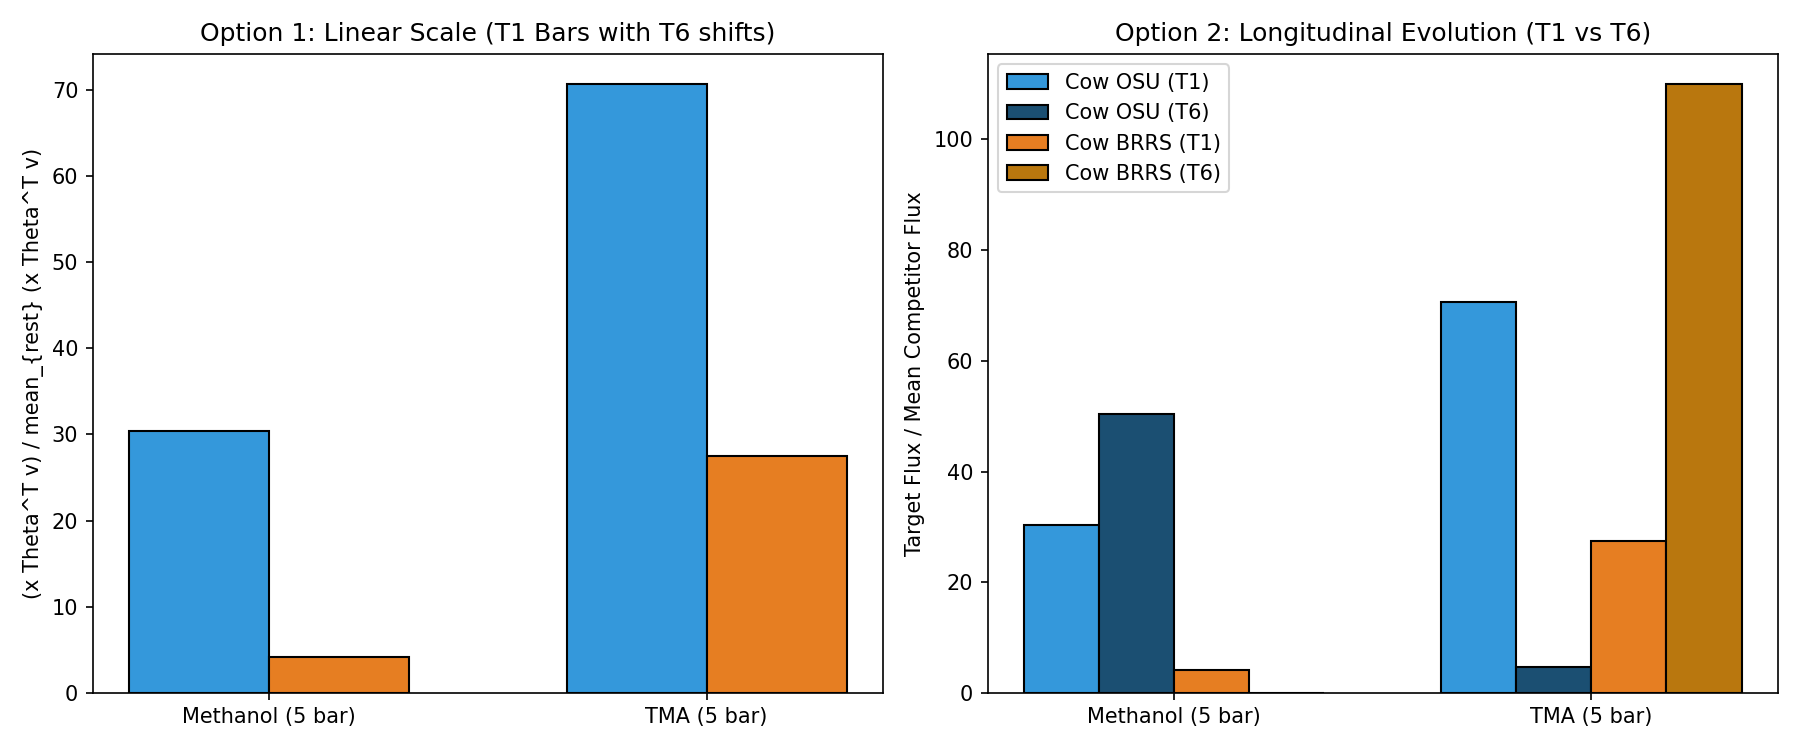 Option 1: Linear Scale (T1 Bars with T6 shifts)
(x Theta^T v) / mean_{rest} (x Theta^T v)
70
60
50
40
30
20
10
0
Methanol (5 bar)
TMA (5 bar)
Option 2: Longitudinal Evolution (T1 vs T6)
Target Flux / Mean Competitor Flux
100
80
60
40
20
0
Cow OSU (T1)
Cow OSU (T6)
Cow BRRS (T1)
Cow BRRS (T6)
Methanol (5 bar)
TMA (5 bar)